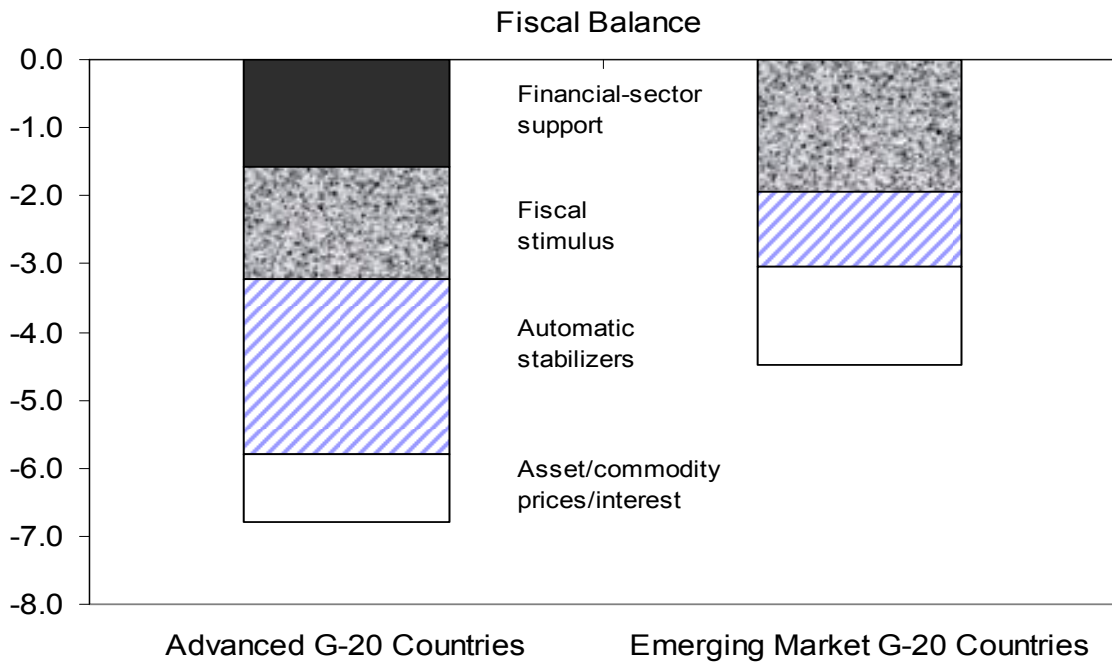 Fiscal Balance
0.0
-1.0
-2.0
-3.0
-4.0
-5.0
-6.0
-7.0
-8.0
Financial-sector
support
Fiscal
stimulus
Automatic
stabilizers
Asset/commodity
prices/interest
Advanced G-20 Countries
Emerging Market G-20 Countries